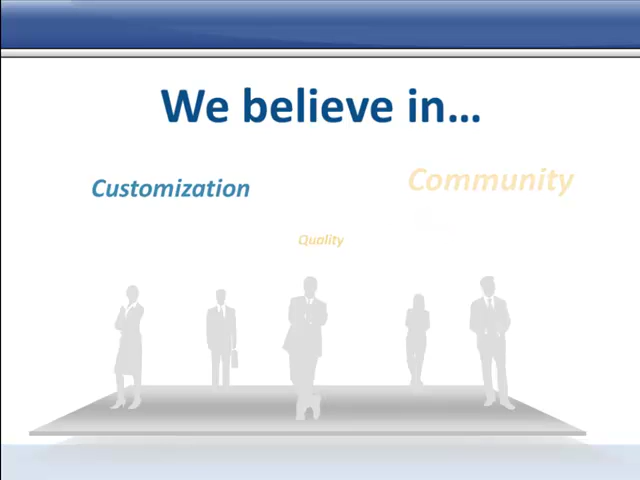 We believe in…
Customization
Community
Quality